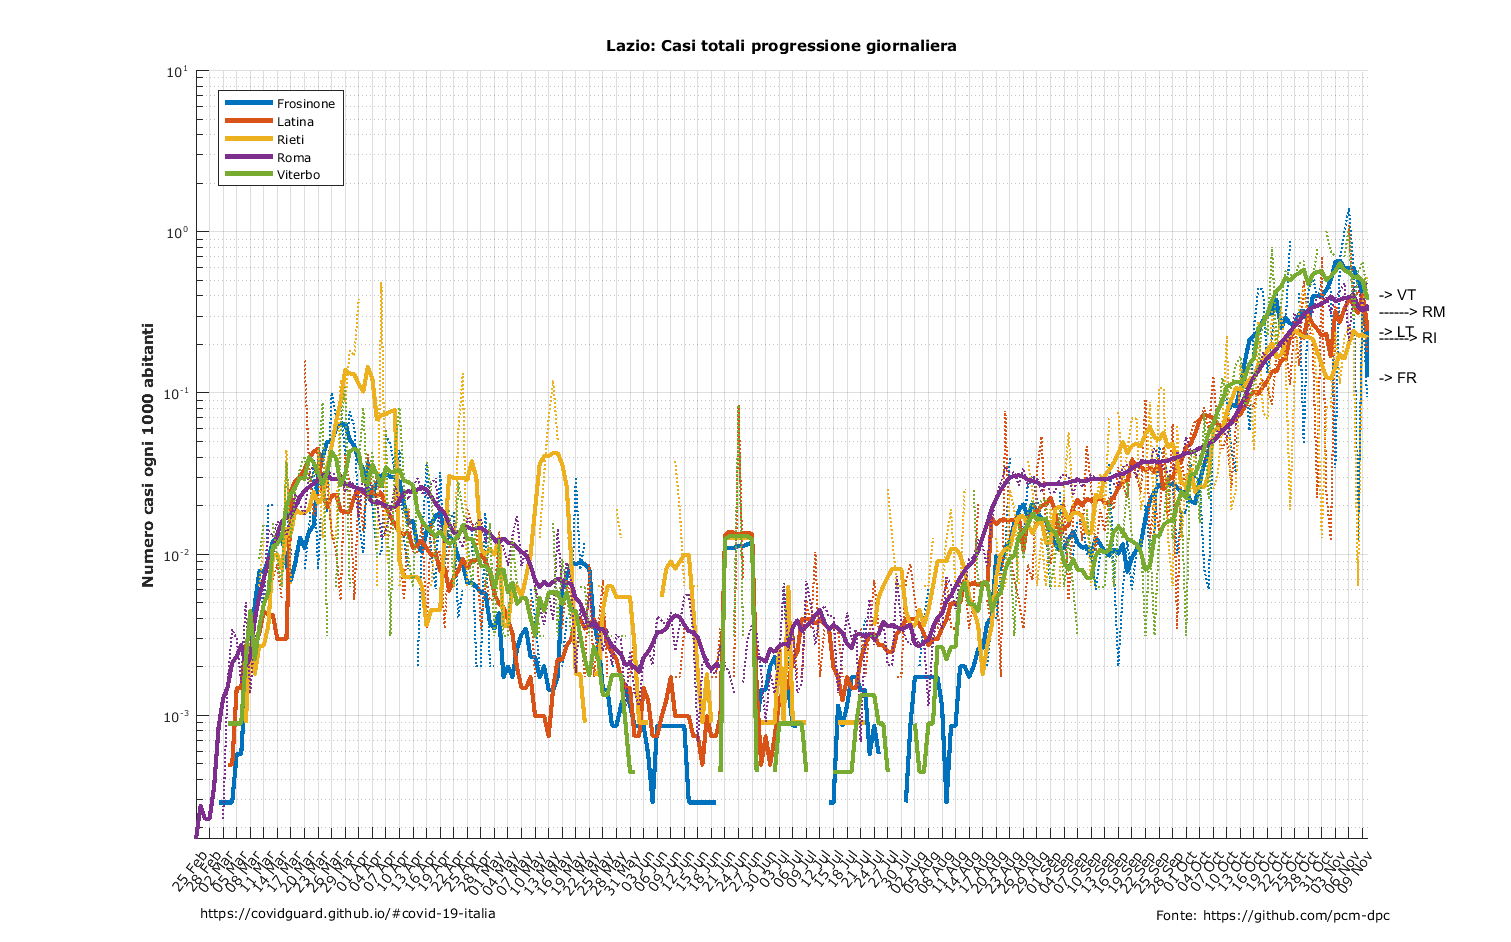 Lazio: Casi totali progressione giornaliera
10¹
10⁰
10⁻¹
10⁻²
10⁻³
Numero casi ogni 1000 abitanti
Frosinone
Latina
Rieti
Roma
Viterbo
-> VT
------> RM
-> LT
------> RI
-> FR
25 Feb
28 Feb
02 Mar
05 Mar
08 Mar
11 Mar
14 Mar
17 Mar
20 Mar
23 Mar
26 Mar
29 Mar
01 Apr
04 Apr
07 Apr
10 Apr
13 Apr
16 Apr
19 Apr
22 Apr
25 Apr
28 Apr
01 May
04 May
07 May
10 May
13 May
16 May
19 May
22 May
25 May
28 May
31 May
03 Jun
06 Jun
09 Jun
12 Jun
15 Jun
18 Jun
21 Jun
24 Jun
27 Jun
30 Jun
03 Jul
06 Jul
09 Jul
12 Jul
15 Jul
18 Jul
21 Jul
24 Jul
27 Jul
30 Jul
02 Aug
05 Aug
08 Aug
11 Aug
14 Aug
17 Aug
20 Aug
23 Aug
26 Aug
29 Aug
01 Sep
04 Sep
07 Sep
10 Sep
13 Sep
16 Sep
19 Sep
22 Sep
25 Sep
28 Sep
01 Oct
04 Oct
07 Oct
10 Oct
13 Oct
16 Oct
19 Oct
22 Oct
25 Oct
28 Oct
31 Oct
03 Nov
06 Nov
09 Nov
https://covidguard.github.io/#covid-19-italia
Fonte: https://github.com/pcm-dpc